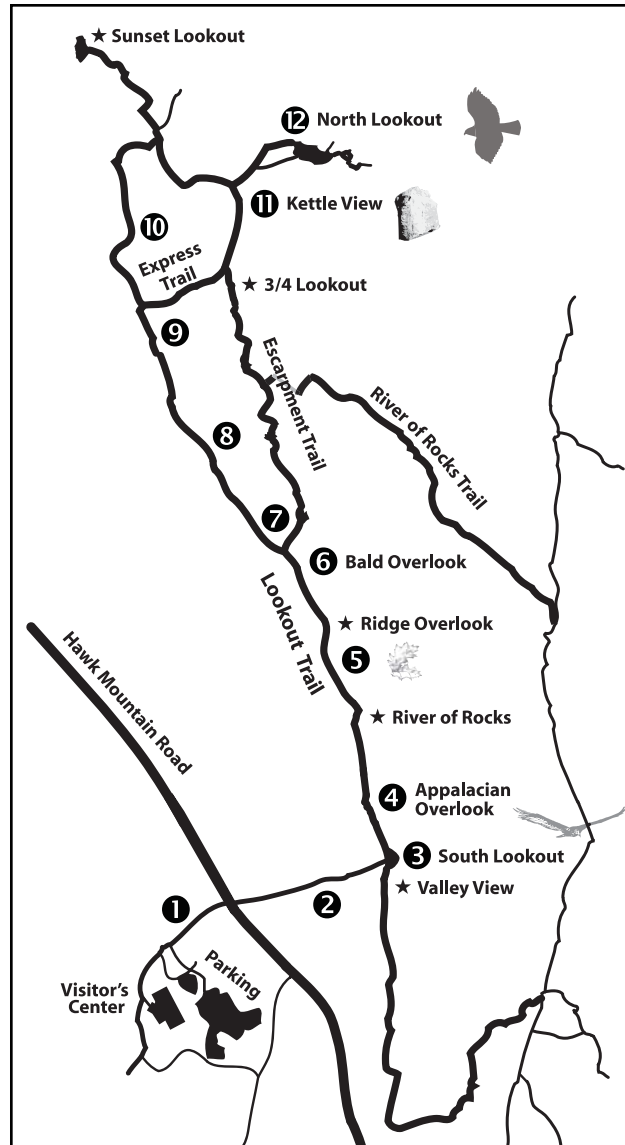 ★ Sunset Lookout
12 North Lookout
11 Kettle View
10
Express
Trail
★ 3/4 Lookout
9
Escarpment Trail
River of Rocks Trail
8
7
6 Bald Overlook
Lookout Trail
★ Ridge Overlook
5
Hawk Mountain Road
★ River of Rocks
4 Appalacian
Overlook
3 South Lookout
★ Valley View
2
1
Parking
Visitor's
Center